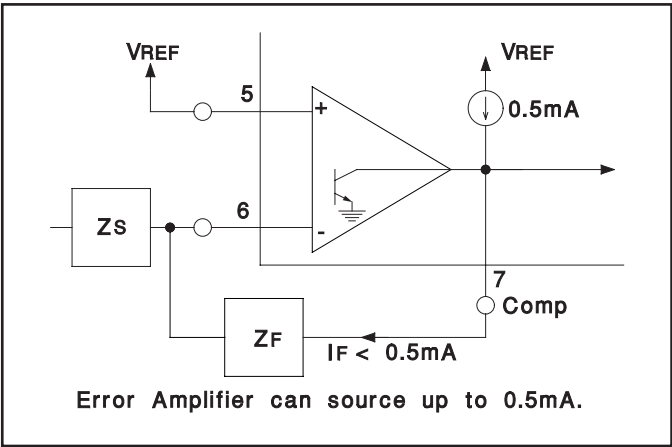 VREF
VREF
5
+
0.5mA
6
ZS
-
7
Comp
ZF
IF < 0.5mA
Error Amplifier can source up to 0.5mA.